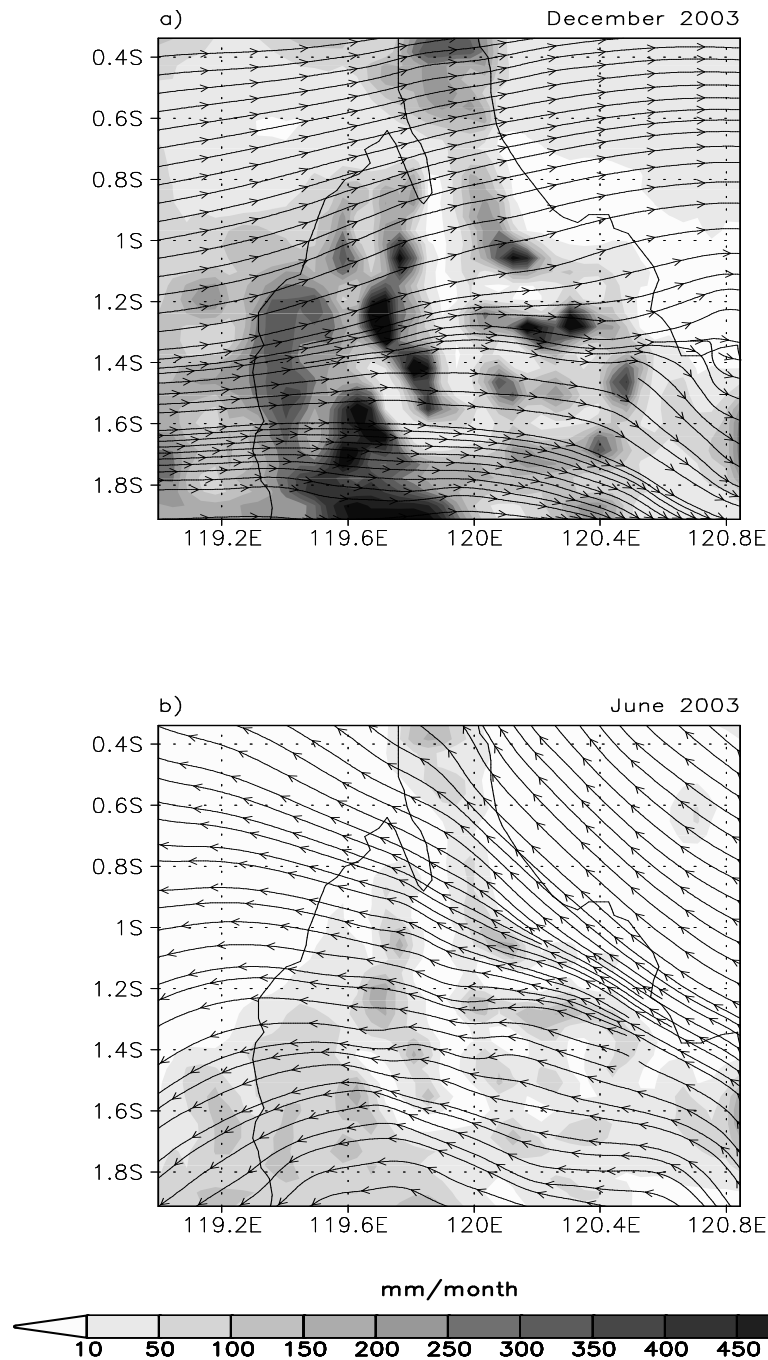 a) December 2003
0.4S
0.6S
0.8S
1S
1.2S
1.4S
1.6S
1.8S
119.2E 119.6E 120E 120.4E 120.8E
b) June 2003
0.4S
0.6S
0.8S
1S
1.2S
1.4S
1.6S
1.8S
119.2E 119.6E 120E 120.4E 120.8E
mm/month
10 50 100 150 200 250 300 350 400 450